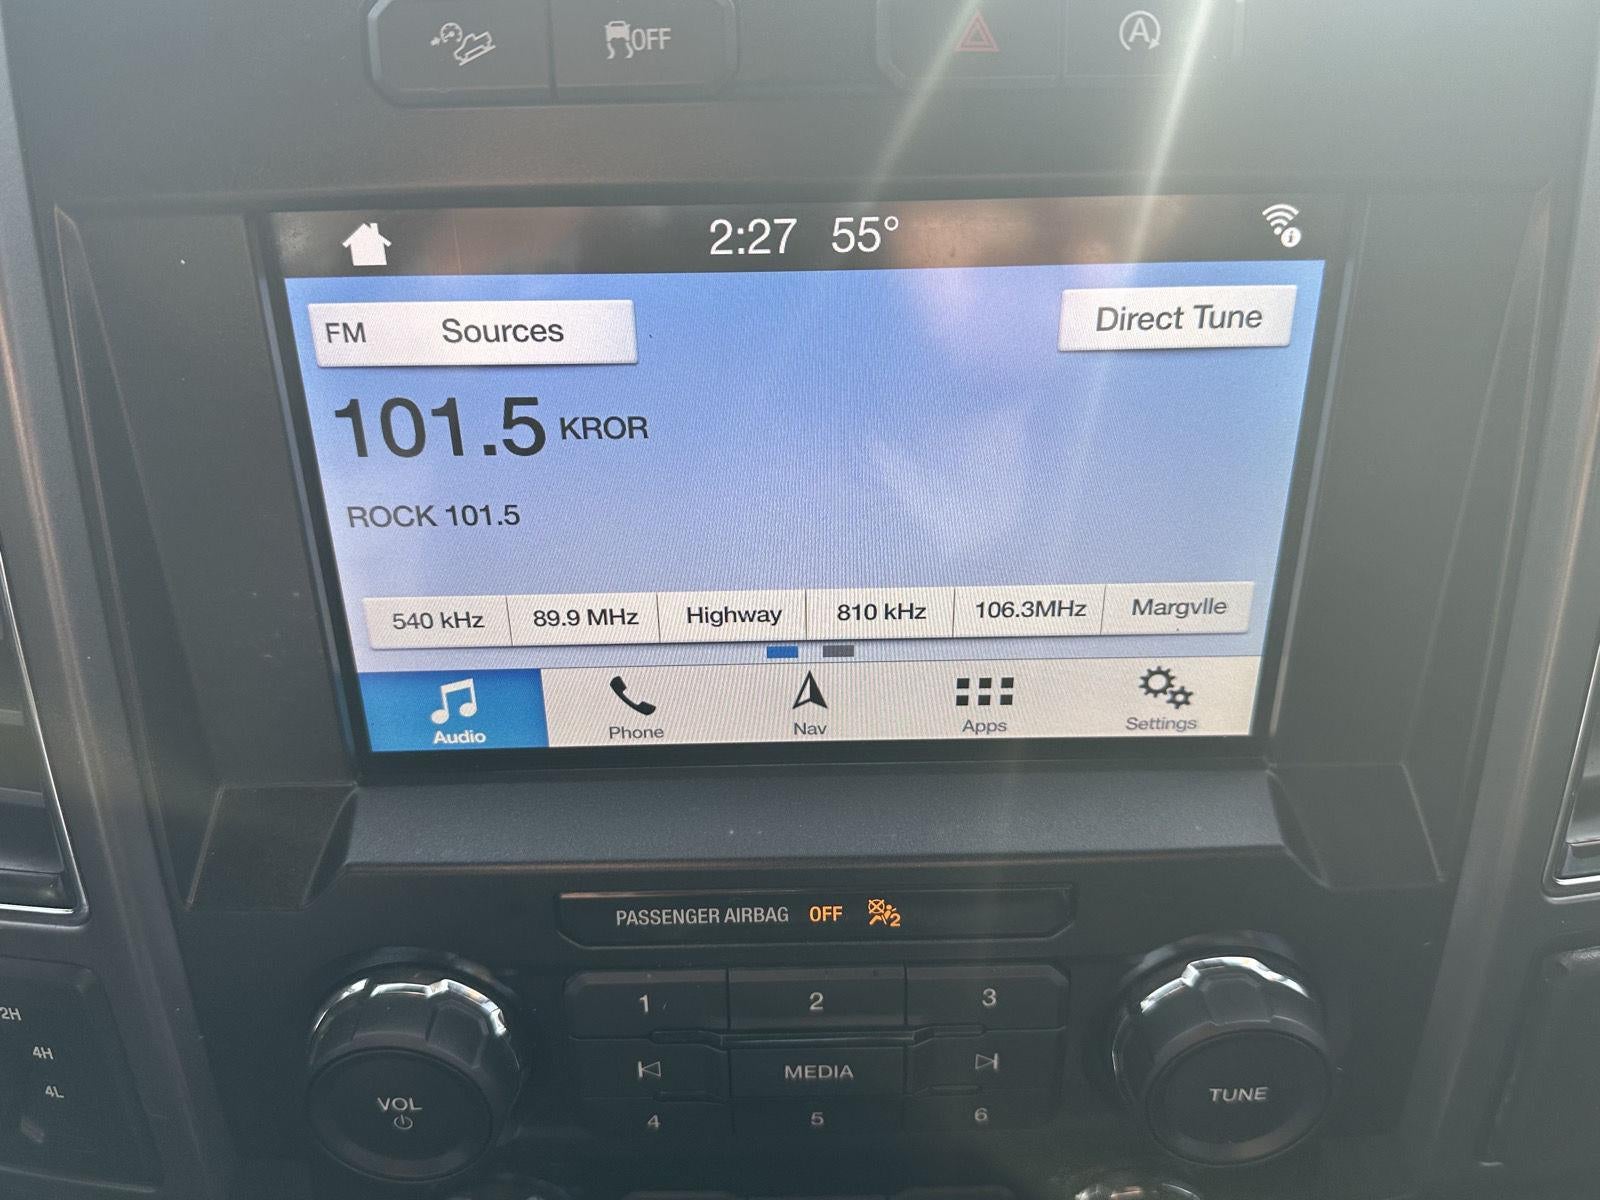 OFF
A
2:27 55°
FM Sources
Direct Tune
101.5 KROR
ROCK 101.5
540 kHz 89.9 MHz Highway 810 kHz 106.3MHz Margvlle
Audio Phone Nav Apps Settings
PASSENGER AIRBAG OFF 2
1 2 3
MEDIA
4 5 6
VOL
TUNE
2H
4H
4L